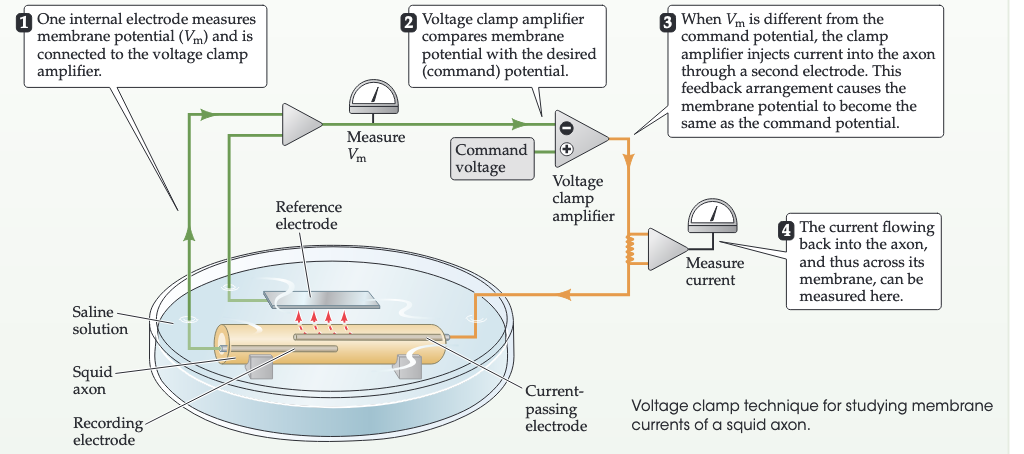 1 One internal electrode measures
membrane potential (Vm) and is
connected to the voltage clamp
amplifier.
2 Voltage clamp amplifier
compares membrane
potential with the desired
(command) potential.
3 When Vm is different from the
command potential, the clamp
amplifier injects current into the axon
through a second electrode. This
feedback arrangement causes the
membrane potential to become the
same as the command potential.
Measure
Vm
Command
voltage
−
+
Voltage
clamp
amplifier
Reference
electrode
Measure
current
4 The current flowing
back into the axon,
and thus across its
membrane, can be
measured here.
Saline
solution
Squid
axon
Recording
electrode
Current-
passing
electrode
Voltage clamp technique for studying membrane
currents of a squid axon.